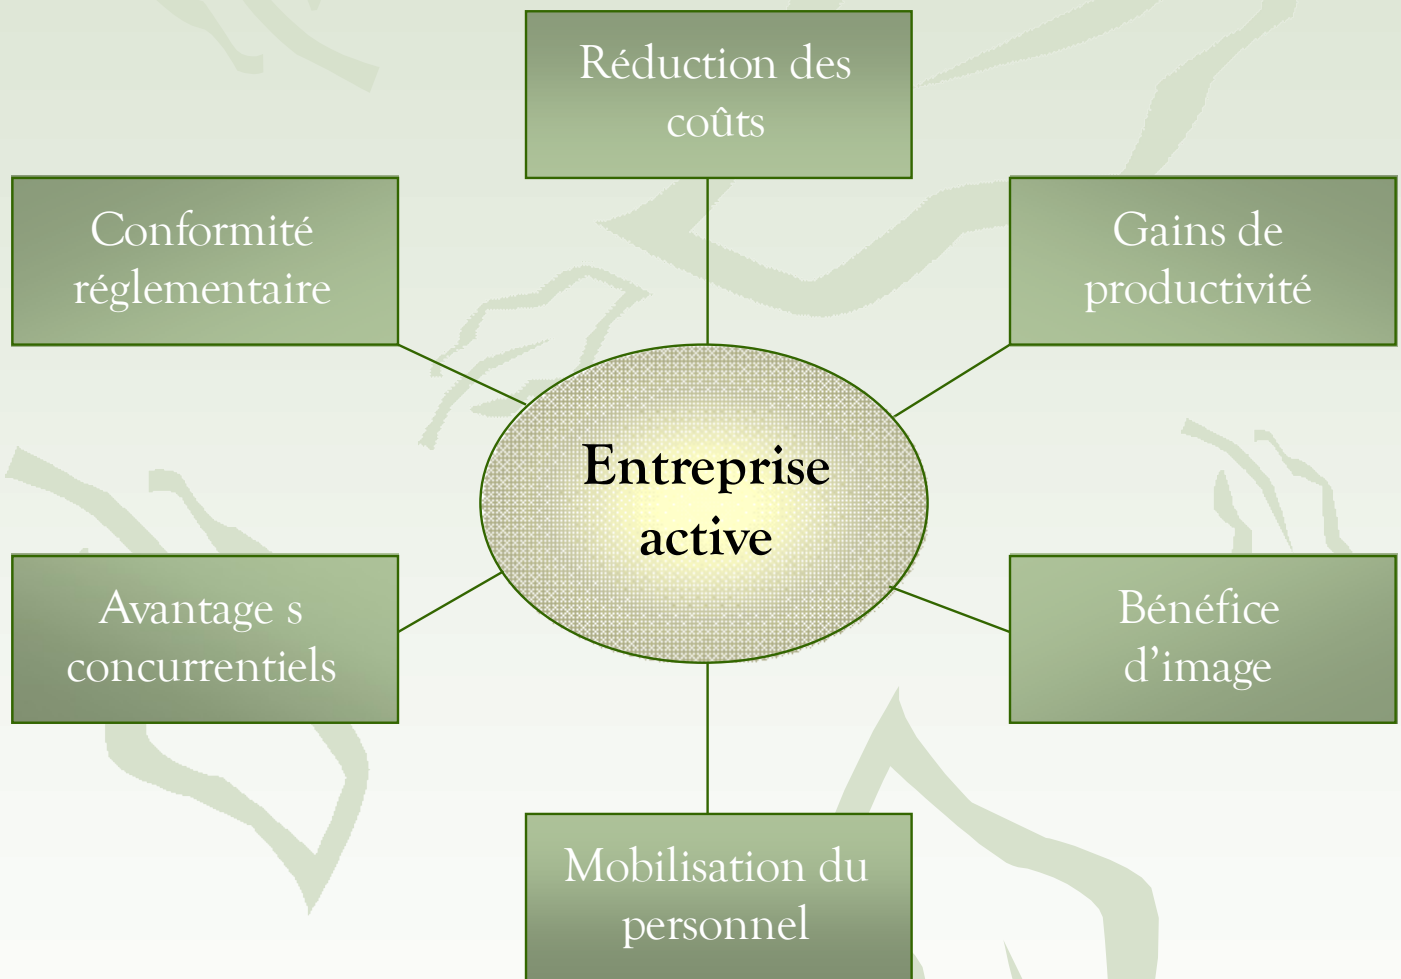 Réduction des
coûts
Conformité
réglementaire
Gains de
productivité
Entreprise
active
Avantage s
concurrentiels
Bénéfice
d’image
Mobilisation du
personnel